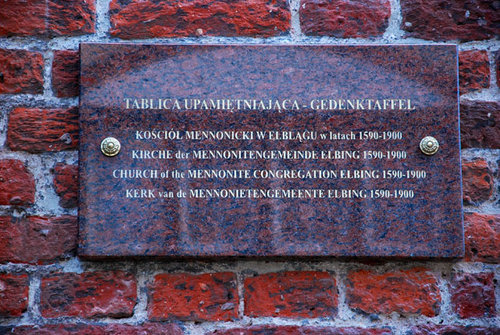 TABLICA UPAMIĘTNIAJĄCA - GEDENKTAFFEL
KOŚCIÓŁ MENNONICKI W ELBLĄGU w latach 1590-1900
KIRCHE der MENNONITENGEMEINDE ELBING 1590-1900
CHURCH of the MENNONITE CONGREGATION ELBING 1590-1900
KERK van de MENNONIETENGEMEENTE ELBING 1590-1900